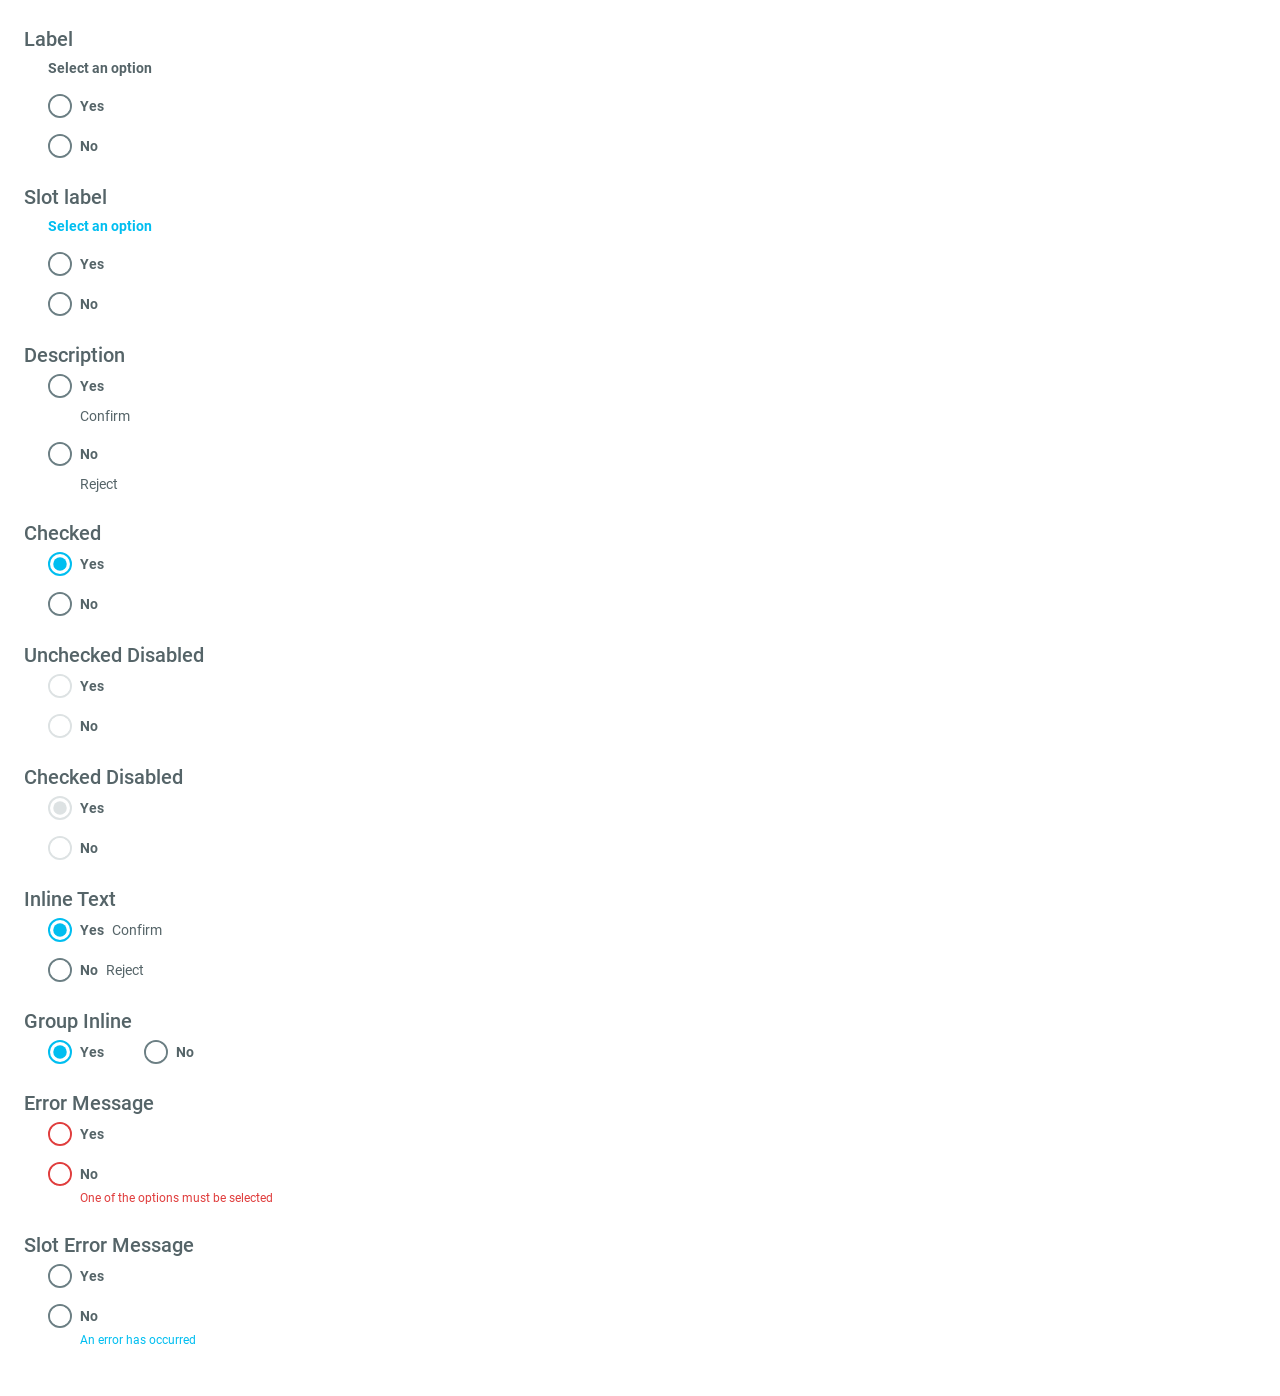 Label
Select an option
Yes
No
Slot label
Select an option
Yes
No
Description
Yes
Confirm
No
Reject
Checked
Yes
No
Unchecked Disabled
Yes
No
Checked Disabled
Yes
No
Inline Text
Yes Confirm
No Reject
Group Inline
Yes No
Error Message
Yes
No
One of the options must be selected
Slot Error Message
Yes
No
An error has occurred